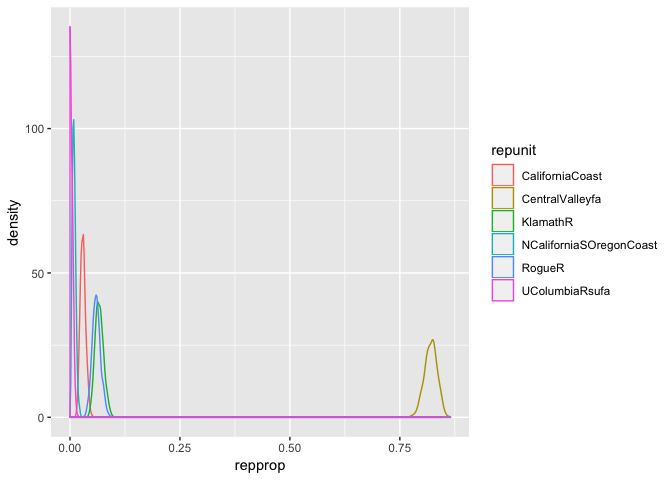 density
100
50
0
0.00
0.25
0.50
0.75
repprop
repunit
CaliforniaCoast
CentralValleyfa
KlamathR
NCaliforniaSOregonCoast
RogueR
UColumbiaRsufa